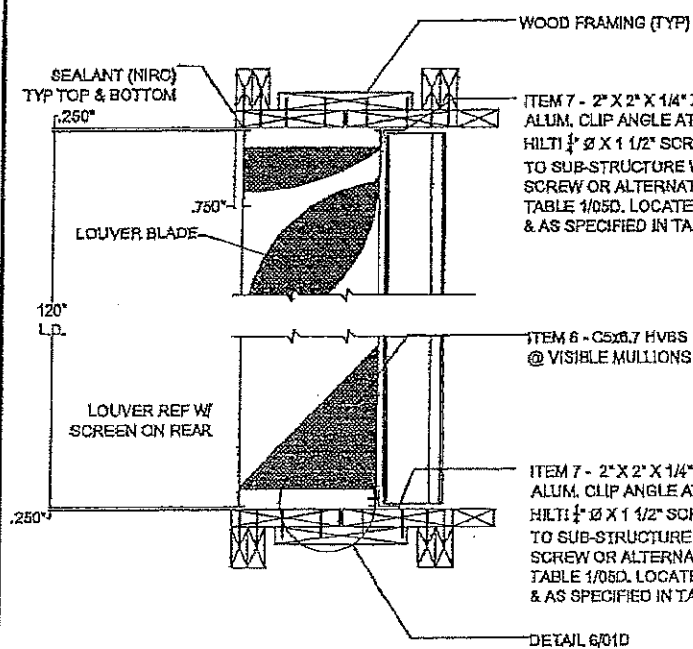 WOOD FRAMING (TYP)
SEALANT (NIRC)
TYP TOP & BOTTOM
.250"
ITEM 7 - 2" X 2" X 1/4"
ALUM. CLIP ANGLE AT
HILTI 1/4" Ø X 1 1/2" SCR
TO SUB-STRUCTURE
SCREW OR ALTERNAT
TABLE 1/05D. LOCATE
& AS SPECIFIED IN TA
.750"
LOUVER BLADE
120"
L.D.
ITEM 6 - C5x6.7 HVBS
@ VISIBLE MULLIONS
LOUVER REF W/
SCREEN ON REAR
ITEM 7 - 2" X 2" X 1/4"
ALUM. CLIP ANGLE AT
HILTI 1/4" Ø X 1 1/2" SCR
TO SUB-STRUCTURE
SCREW OR ALTERNA
TABLE 1/05D. LOCATE
& AS SPECIFIED IN TA
.250"
DETAIL 6/01D